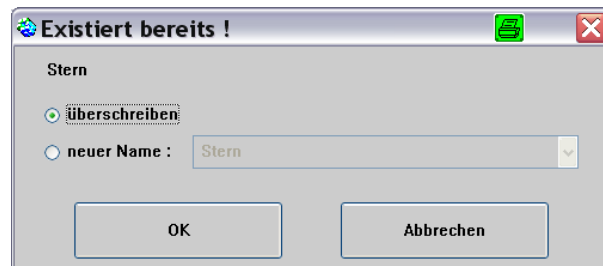 Existiert bereits !
Stern
überschreiben
neuer Name : Stern
OK Abbrechen